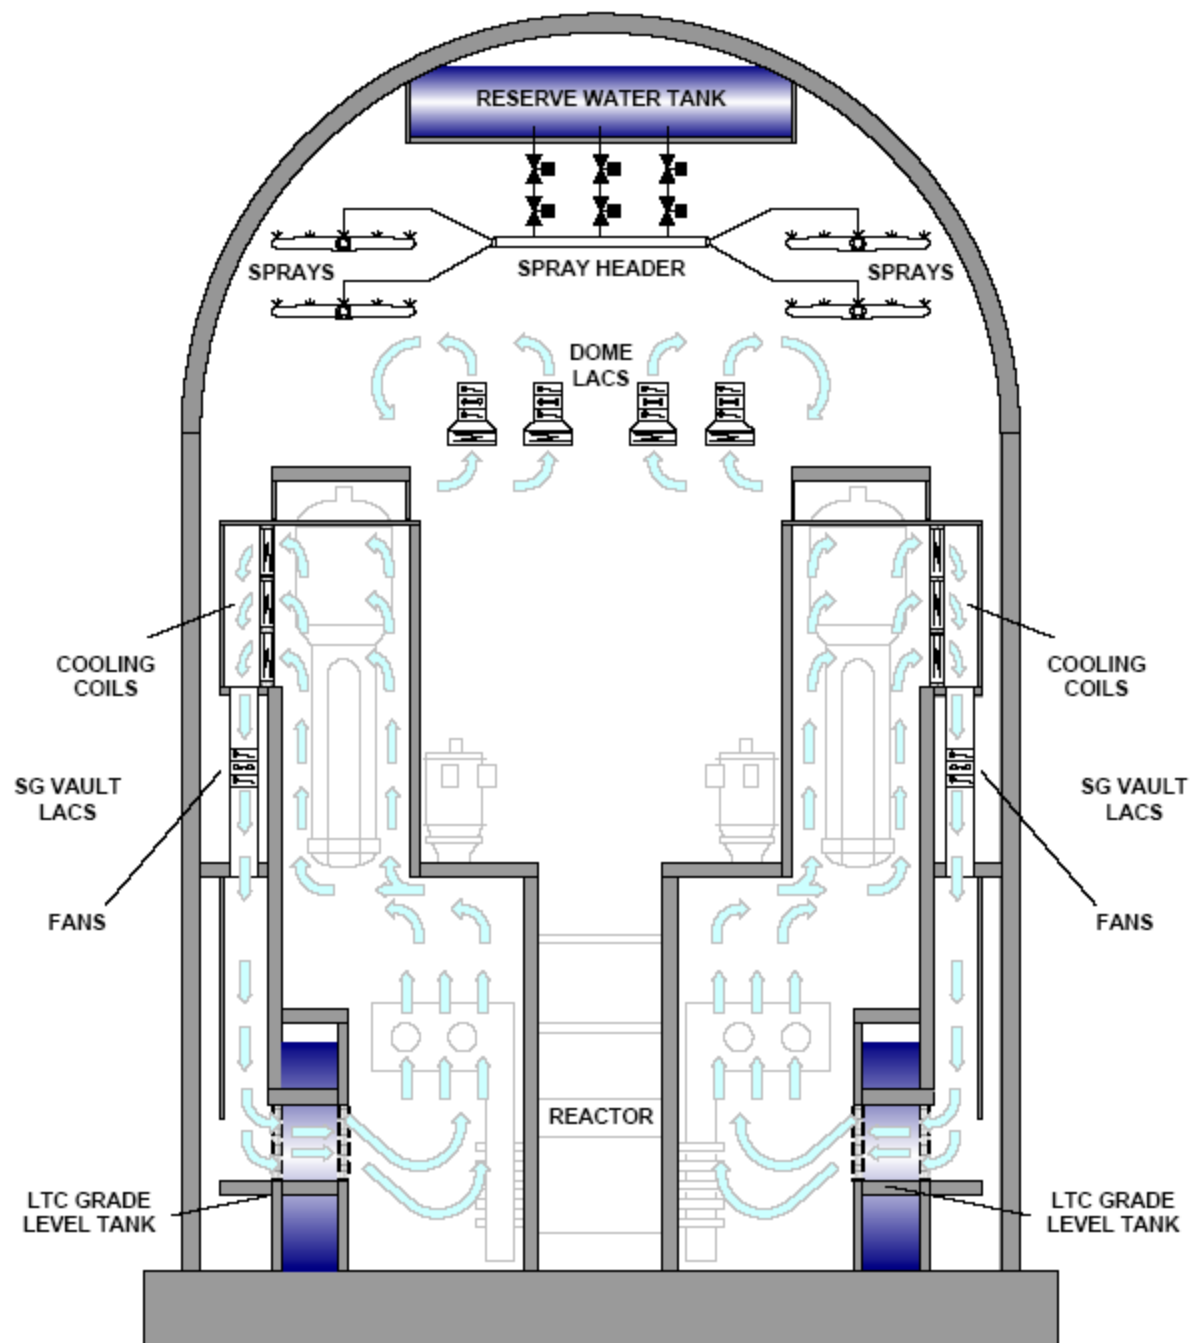 RESERVE WATER TANK
SPRAYS
SPRAY HEADER
SPRAYS
DOME
LACS
COOLING
COILS
COOLING
COILS
SG VAULT
LACS
SG VAULT
LACS
FANS
FANS
REACTOR
LTC GRADE
LEVEL TANK
LTC GRADE
LEVEL TANK